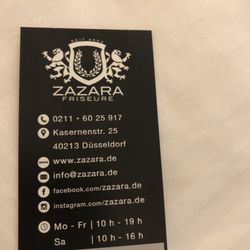 ZAZARA
FRISEURE
0211 • 60 25 917
Kasernenstr. 25
40213 Düsseldorf
www.zazara.de
info@zazara.de
facebook.com/zazara.de
instagram.com/zazara.de
Mo - Fr | 10 h - 19 h
Sa | 10 h - 16 h